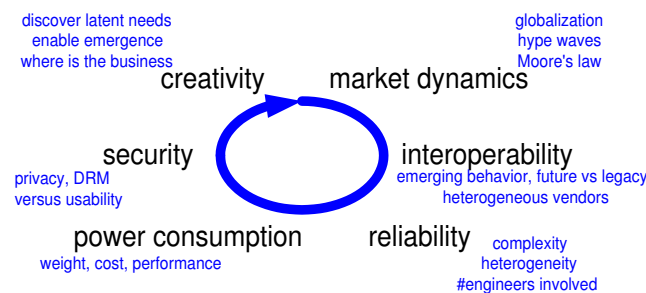 discover latent needs
enable emergence
where is the business
creativity
globalization
hype waves
Moore's law
market dynamics
security
privacy, DRM
versus usability
interoperability
emerging behavior, future vs legacy
heterogeneous vendors
power consumption
weight, cost, performance
reliability
complexity
heterogeneity
#engineers involved